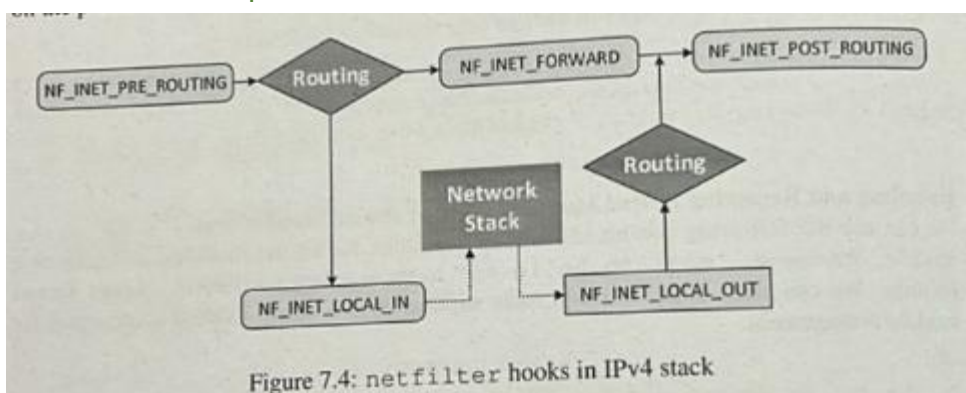 NF_INET_PRE_ROUTING
Routing
NF_INET_FORWARD
NF_INET_POST_ROUTING
Routing
Network
Stack
NF_INET_LOCAL_IN
NF_INET_LOCAL_OUT
Figure 7.4: netfilter hooks in IPv4 stack